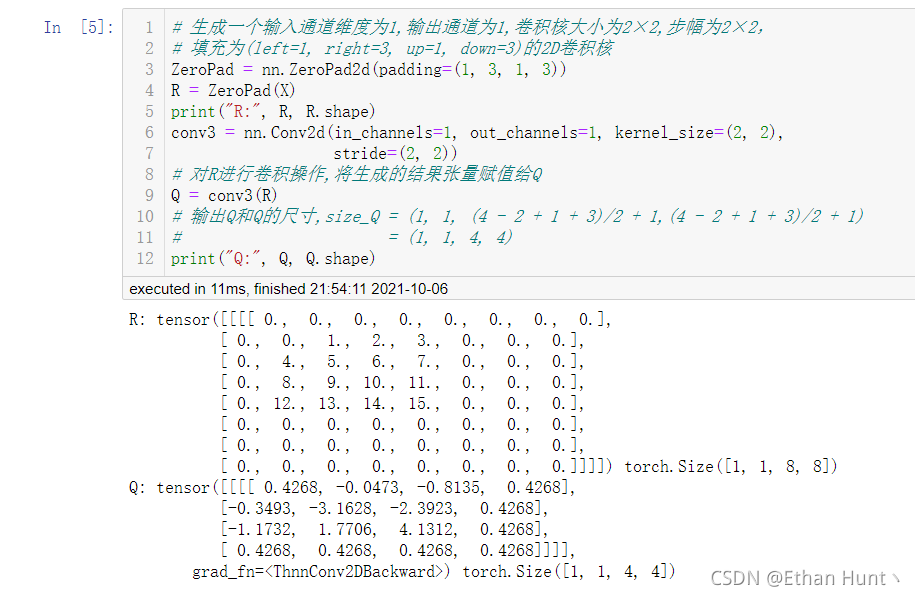 In [5]:
1 # 生成一个输入通道维度为1,输出通道为1,卷积核大小为2×2,步幅为2×2,
2 # 填充为(left=1, right=3, up=1, down=3)的2D卷积核
3 ZeroPad = nn.ZeroPad2d(padding=(1, 3, 1, 3))
4 R = ZeroPad(X)
5 print("R:", R, R.shape)
6 conv3 = nn.Conv2d(in_channels=1, out_channels=1, kernel_size=(2, 2),
7 stride=(2, 2))
8 # 对R进行卷积操作,将生成的结果张量赋值给Q
9 Q = conv3(R)
10 # 输出Q和Q的尺寸,size_Q = (1, 1, (4 - 2 + 1 + 3)/2 + 1,(4 - 2 + 1 + 3)/2 + 1)
11 # = (1, 1, 4, 4)
12 print("Q:", Q, Q.shape)
executed in 11ms, finished 21:54:11 2021-10-06
R: tensor([[[[ 0., 0., 0., 0., 0., 0., 0., 0.],
[ 0., 0., 1., 2., 3., 0., 0., 0.],
[ 0., 4., 5., 6., 7., 0., 0., 0.],
[ 0., 8., 9., 10., 11., 0., 0., 0.],
[ 0., 12., 13., 14., 15., 0., 0., 0.],
[ 0., 0., 0., 0., 0., 0., 0., 0.],
[ 0., 0., 0., 0., 0., 0., 0., 0.],
[ 0., 0., 0., 0., 0., 0., 0., 0.]]]]) torch.Size([1, 1, 8, 8])
Q: tensor([[[[ 0.4268, -0.0473, -0.8135, 0.4268],
[-0.3493, -3.1628, -2.3923, 0.4268],
[-1.1732, 1.7706, 4.1312, 0.4268],
[ 0.4268, 0.4268, 0.4268, 0.4268]]]],
grad_fn=<ThnnConv2DBackward>) torch.Size([1, 1, 4, 4])
CSDN @Ethan Hunt丶